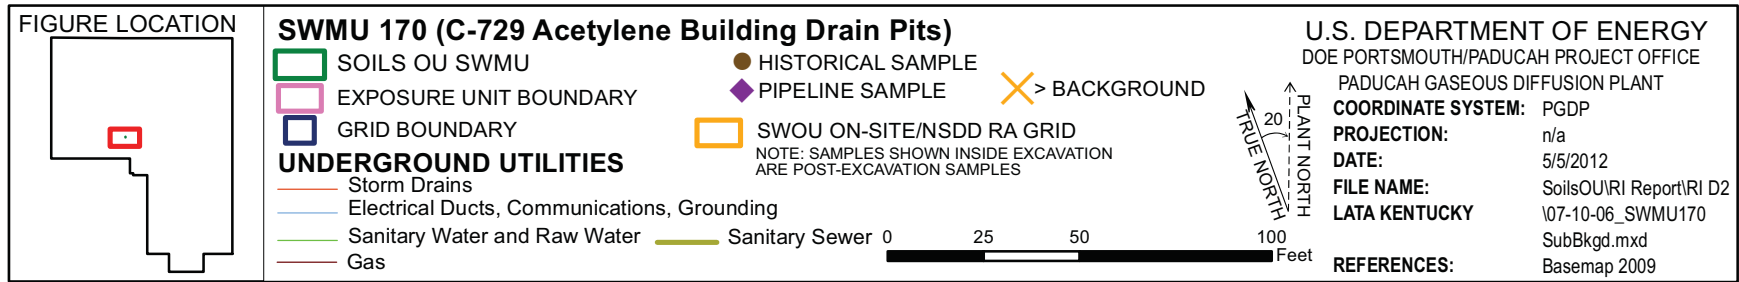 FIGURE LOCATION
SWMU 170 (C-729 Acetylene Building Drain Pits)
SOILS OU SWMU
EXPOSURE UNIT BOUNDARY
GRID BOUNDARY
HISTORICAL SAMPLE
PIPELINE SAMPLE
> BACKGROUND
SWOU ON-SITE/NSDD RA GRID
NOTE: SAMPLES SHOWN INSIDE EXCAVATION
ARE POST-EXCAVATION SAMPLES
UNDERGROUND UTILITIES
Storm Drains
Electrical Ducts, Communications, Grounding
Sanitary Water and Raw Water
Sanitary Sewer
Gas
0 25 50 100
Feet
TRUE NORTH
20
PLANT NORTH
U.S. DEPARTMENT OF ENERGY
DOE PORTSMOUTH/PADUCAH PROJECT OFFICE
PADUCAH GASEOUS DIFFUSION PLANT
COORDINATE SYSTEM: PGDP
PROJECTION: n/a
DATE: 5/5/2012
FILE NAME: SoilsOU\RI Report\RI D2
LATA KENTUCKY \07-10-06_SWMU170
SubBkgd.mxd
REFERENCES: Basemap 2009